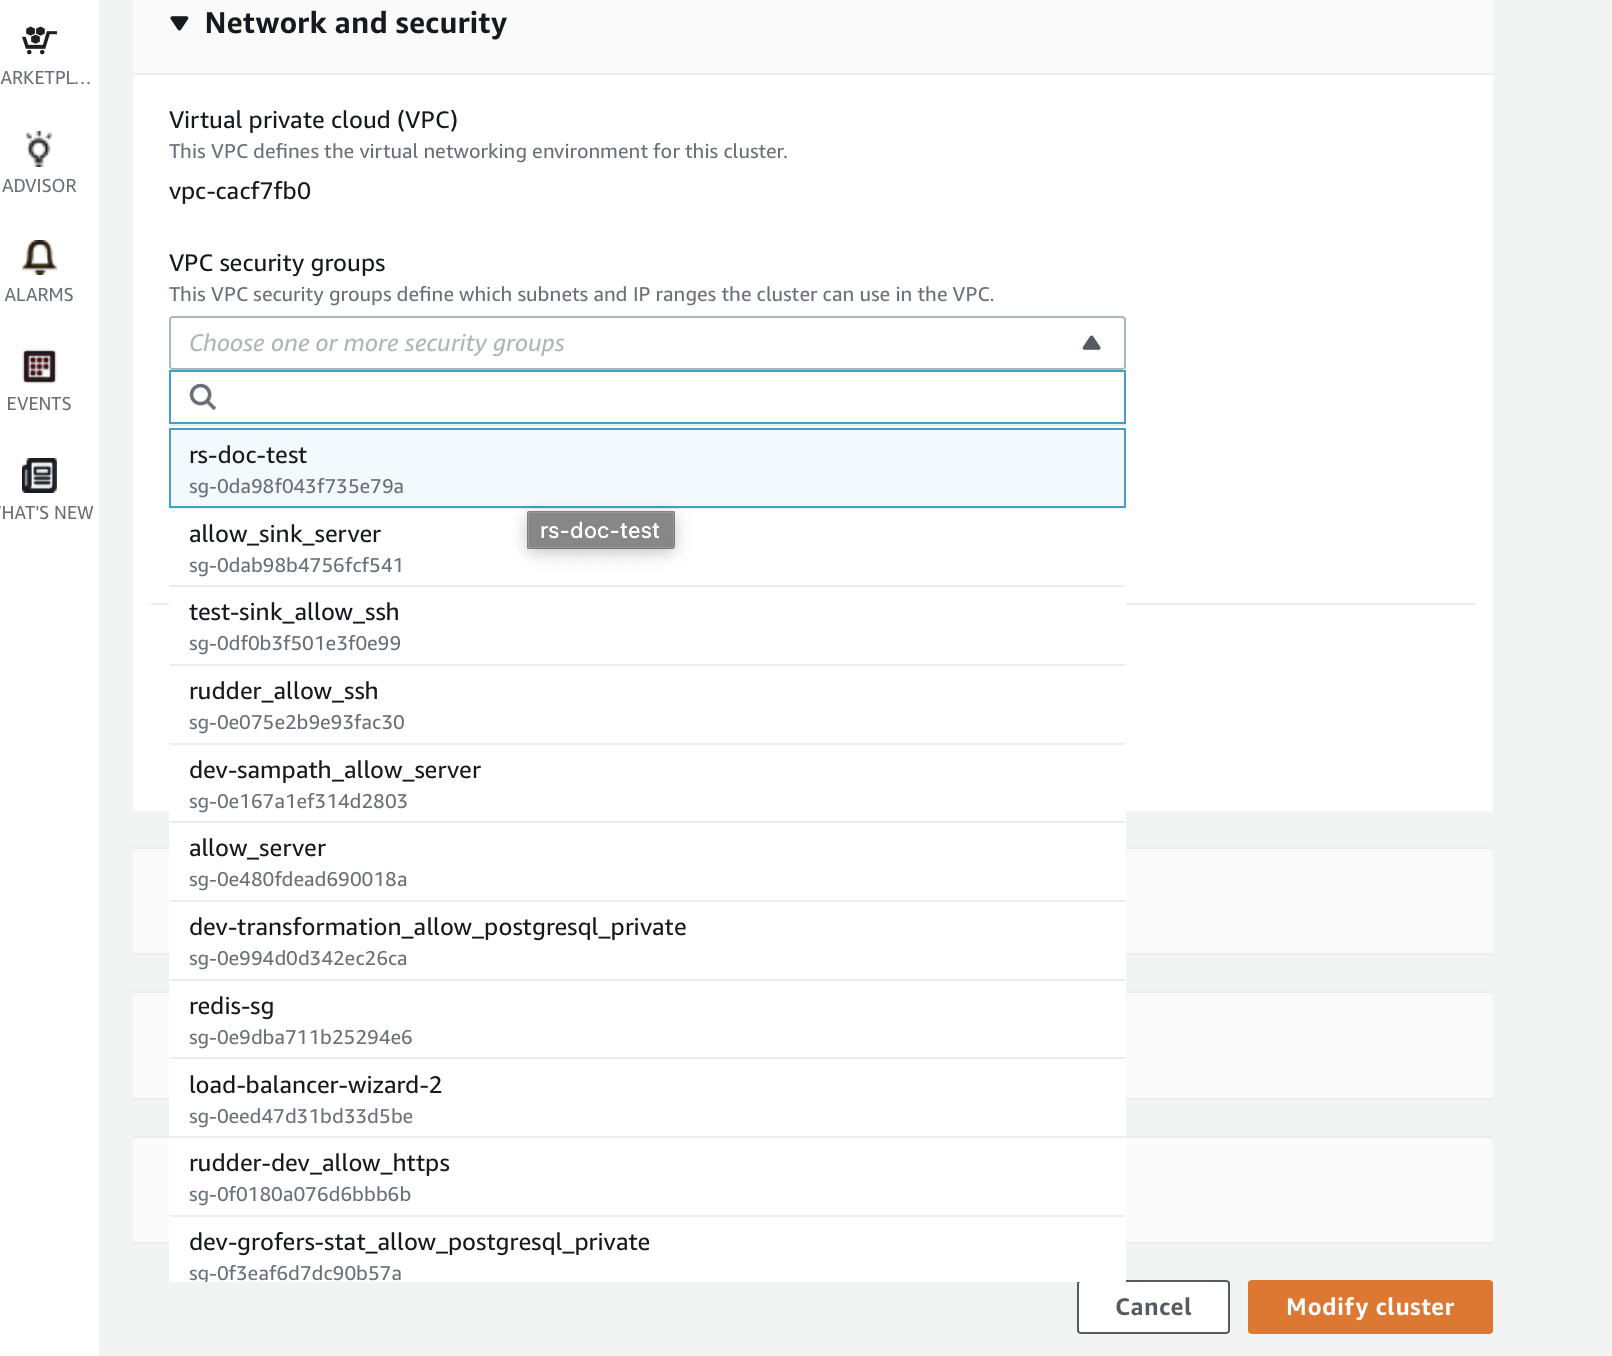 ARKETPL...
ADVISOR
ALARMS
EVENTS
HAT'S NEW
Network and security
Virtual private cloud (VPC)
This VPC defines the virtual networking environment for this cluster.
vpc-cacf7fb0
VPC security groups
This VPC security groups define which subnets and IP ranges the cluster can use in the VPC.
Choose one or more security groups
rs-doc-test
sg-0da98f043f735e79a
rs-doc-test
allow_sink_server
sg-0dab98b4756fcf541
test-sink_allow_ssh
sg-0df0b3f501e3f0e99
rudder_allow_ssh
sg-0e075e2b9e93fac30
dev-sampath_allow_server
sg-0e167a1ef314d2803
allow_server
sg-0e480fdead690018a
dev-transformation_allow_postgresql_private
sg-0e994d0d342ec26ca
redis-sg
sg-0e9dba711b25294e6
load-balancer-wizard-2
sg-0eed47d31bd33d5be
rudder-dev_allow_https
sg-0f0180a076d6bbb6b
dev-grofers-stat_allow_postgresql_private
sg-0f3eaf6d7dc90b57a
Cancel
Modify cluster